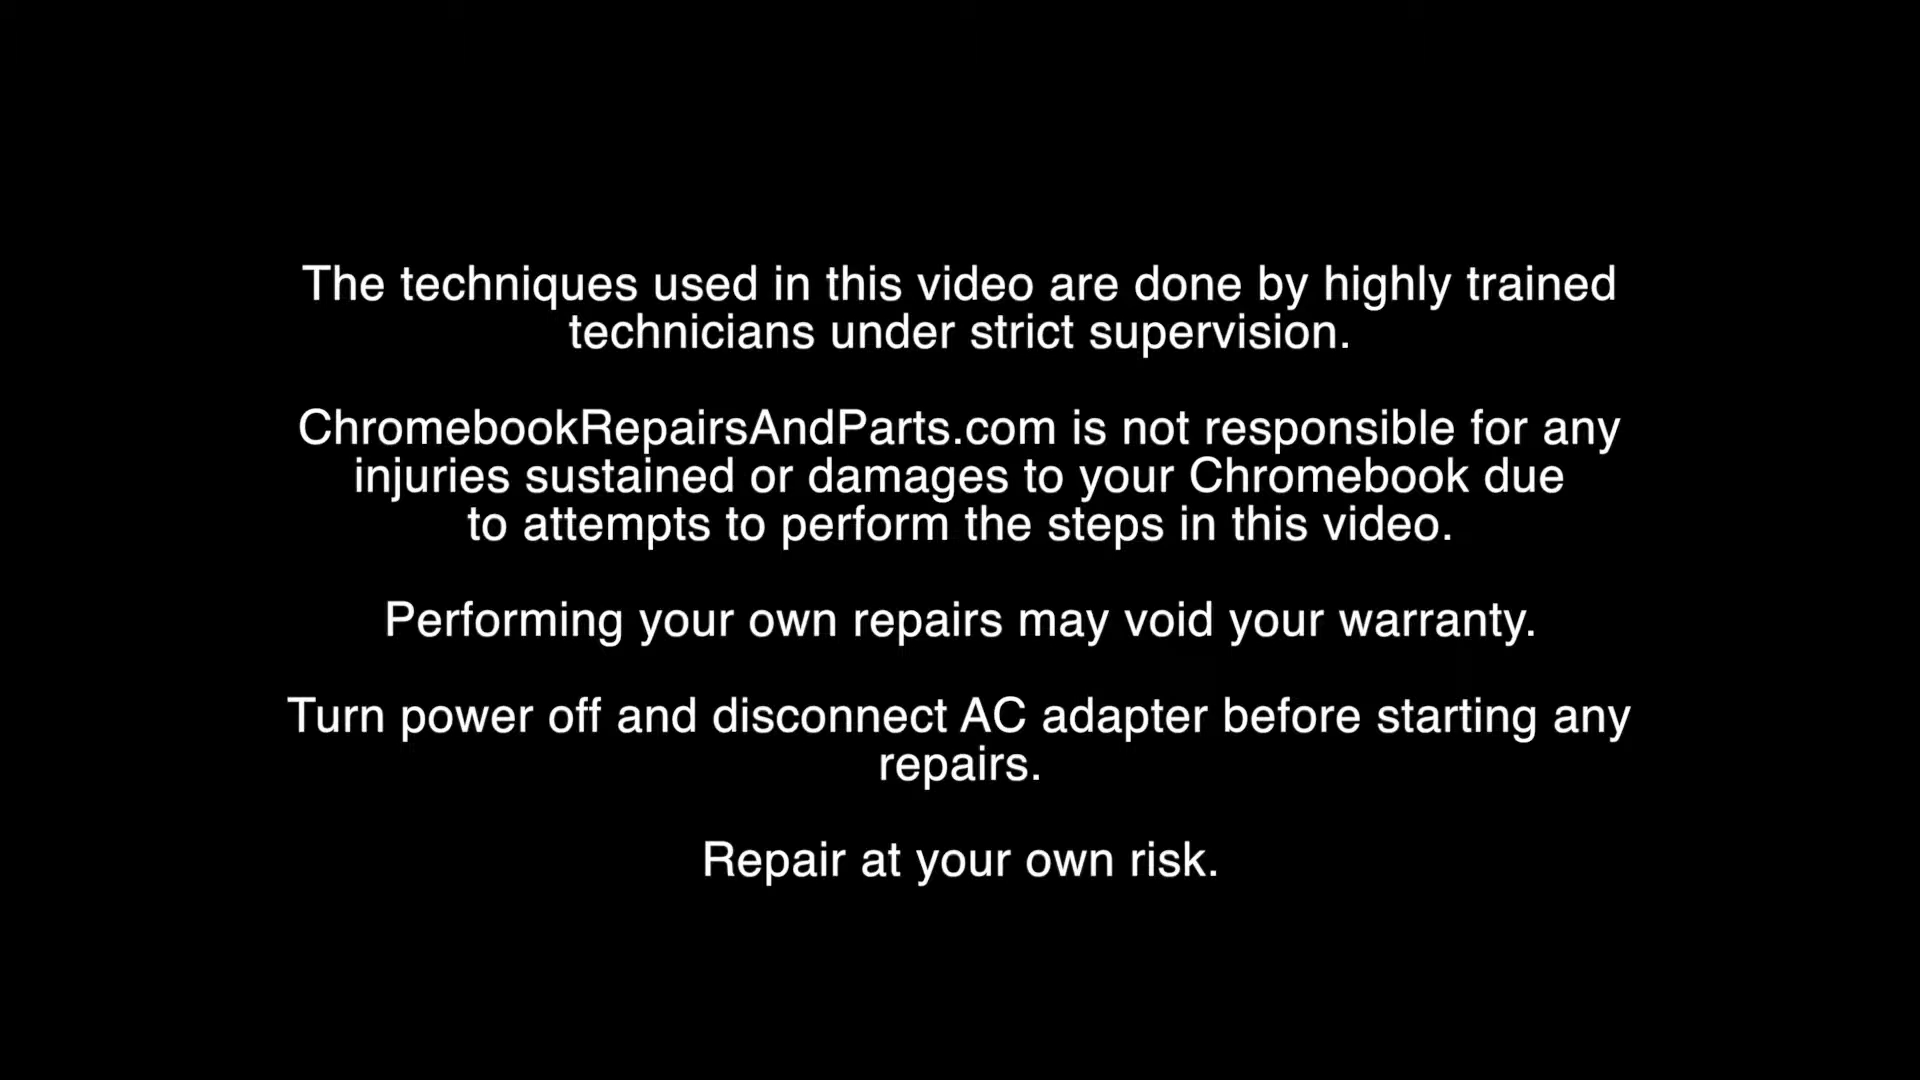 The techniques used in this video are done by highly trained
technicians under strict supervision.
ChromebookRepairsAndParts.com is not responsible for any
injuries sustained or damages to your Chromebook due
to attempts to perform the steps in this video.
Performing your own repairs may void your warranty.
Turn power off and disconnect AC adapter before starting any
repairs.
Repair at your own risk.